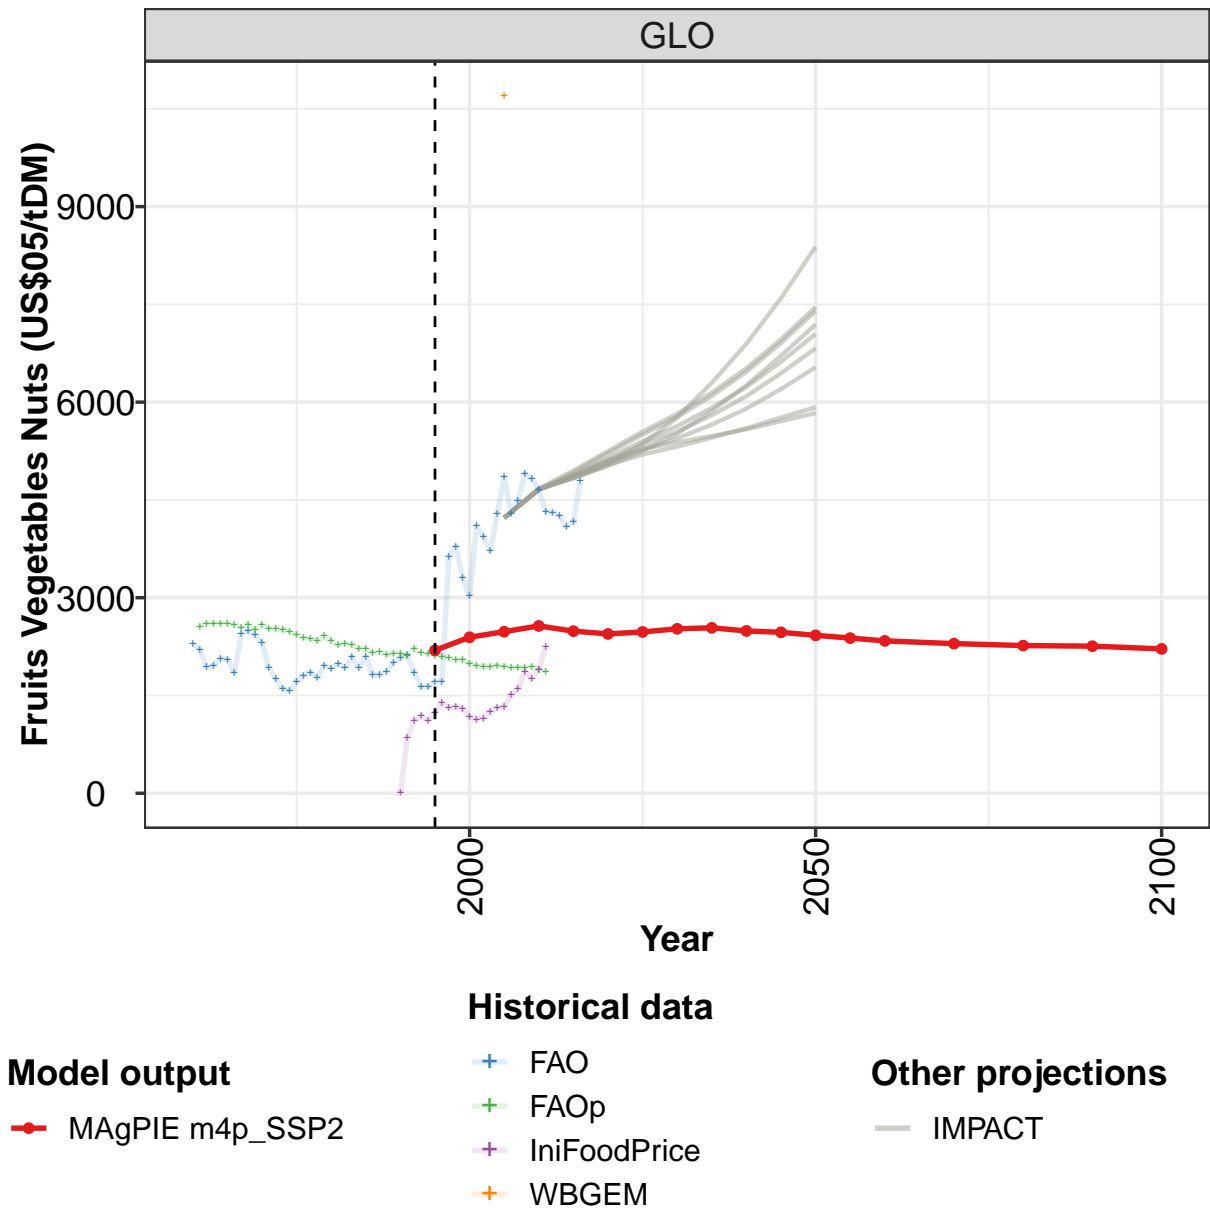 GLO
Fruits Vegetables Nuts (US$05/tDM)
9000
6000
3000
0
2000
2050
2100
Year
Historical data
FAO
FAOp
IniFoodPrice
WBGEM
Model output
MAgPIE m4p_SSP2
Other projections
IMPACT